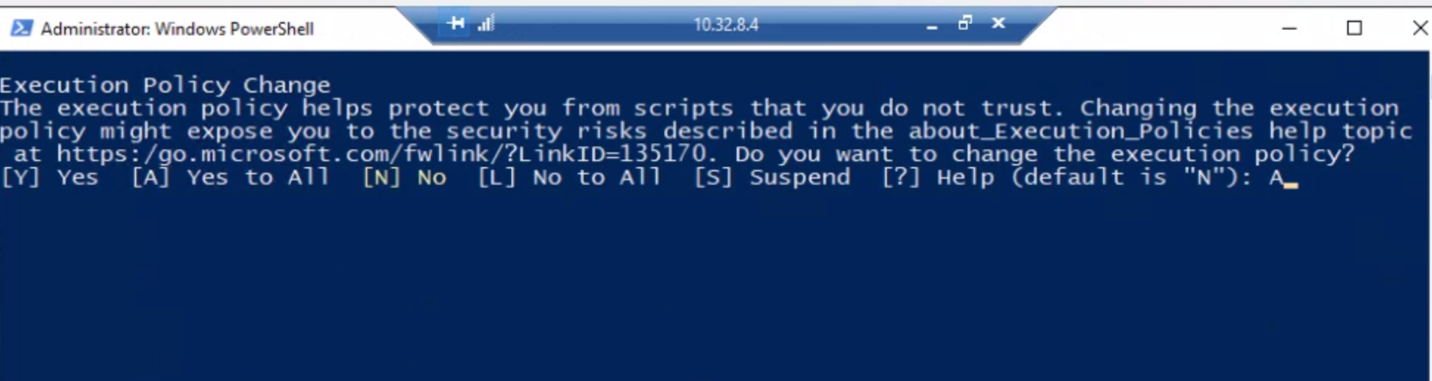 Administrator: Windows PowerShell
10.32.8.4
Execution Policy Change
The execution policy helps protect you from scripts that you do not trust. Changing the execution
policy might expose you to the security risks described in the about_Execution_Policies help topic
at https:/go.microsoft.com/fwlink/?LinkID=135170. Do you want to change the execution policy?
[Y] Yes  [A] Yes to All  [N] No  [L] No to All  [S] Suspend  [?] Help (default is "N"): A